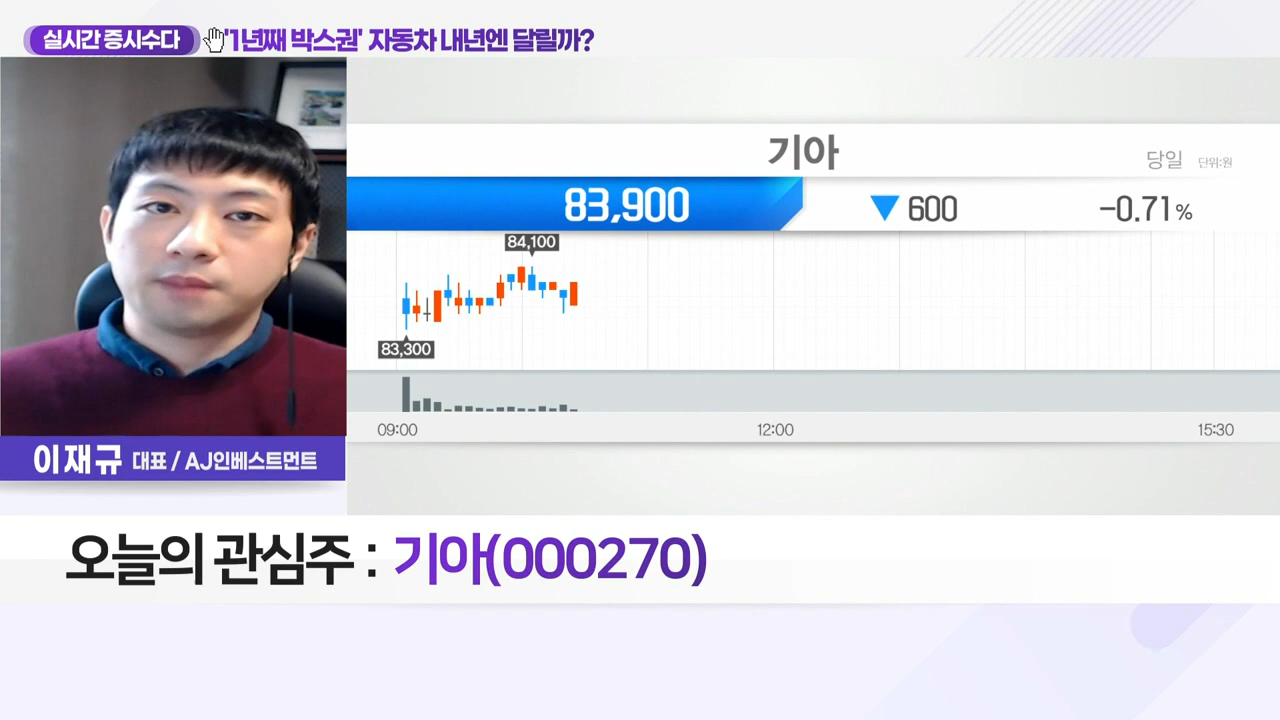 실시간 증시수다 '1년째 박스권' 자동차 내년엔 달릴까?
기아
당일 단위:원
83,900 ▼ 600 -0.71%
84,100
83,300
09:00 12:00 15:30
이재규 대표 / AJ인베스트먼트
오늘의 관심주 : 기아(000270)